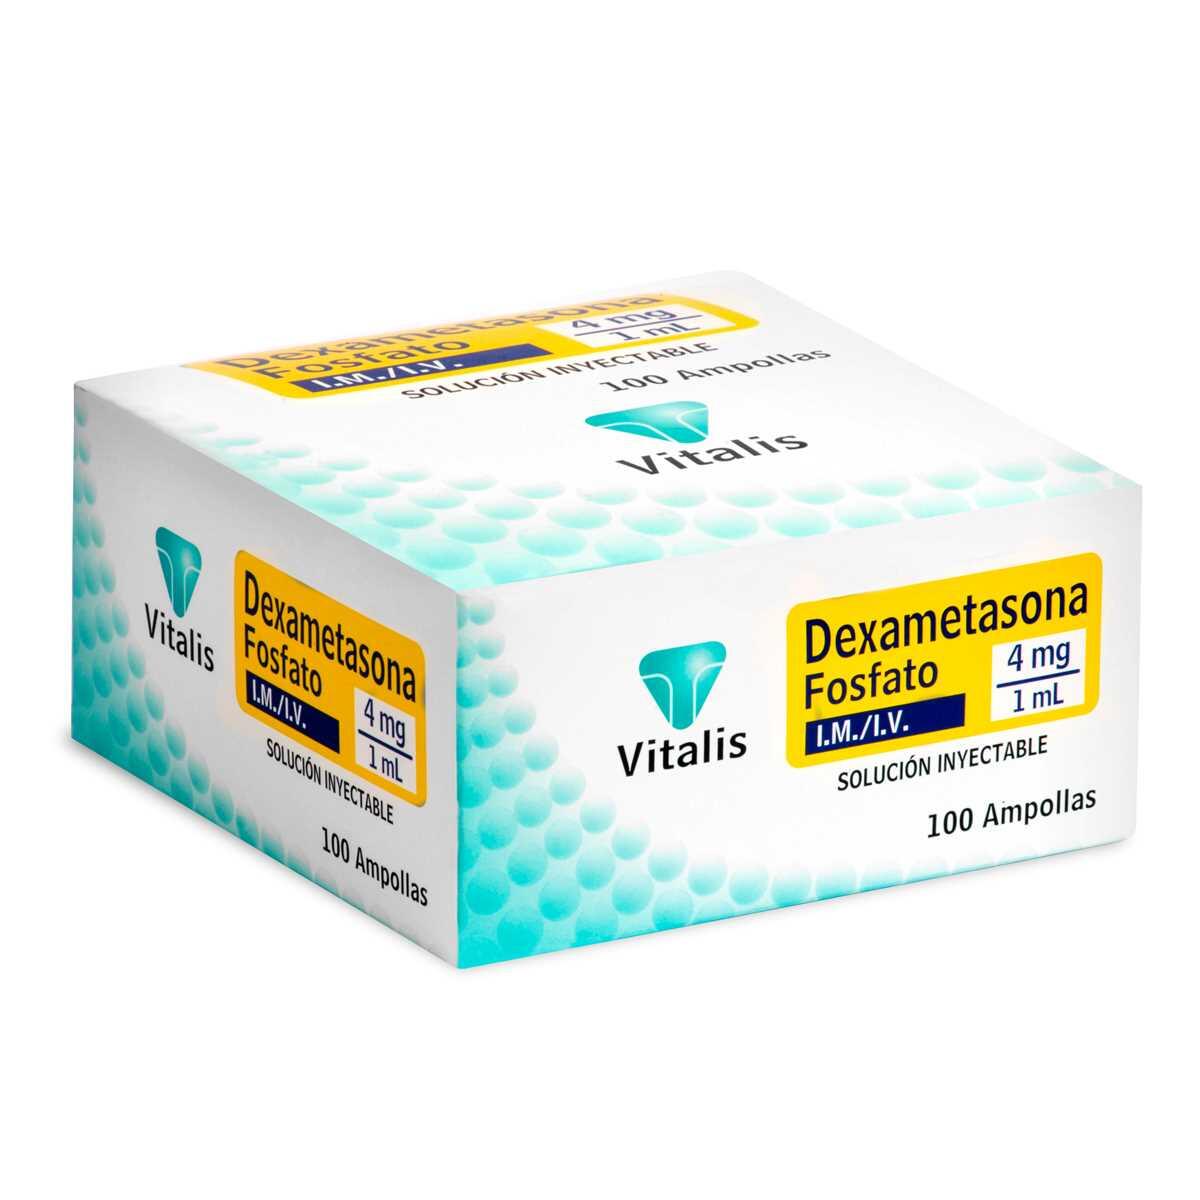 Dexametasona
Fosfato
4 mg
1 mL
I.M./I.V.
SOLUCIÓN INYECTABLE
100 Ampollas
Vitalis
Vitalis
Dexametasona
Fosfato
I.M./I.V.
4 mg
1 mL
SOLUCIÓN INYECTABLE
100 Ampollas
Vitalis
Dexametasona
Fosfato
4 mg
1 mL
I.M./I.V.
SOLUCIÓN INYECTABLE
100 Ampollas